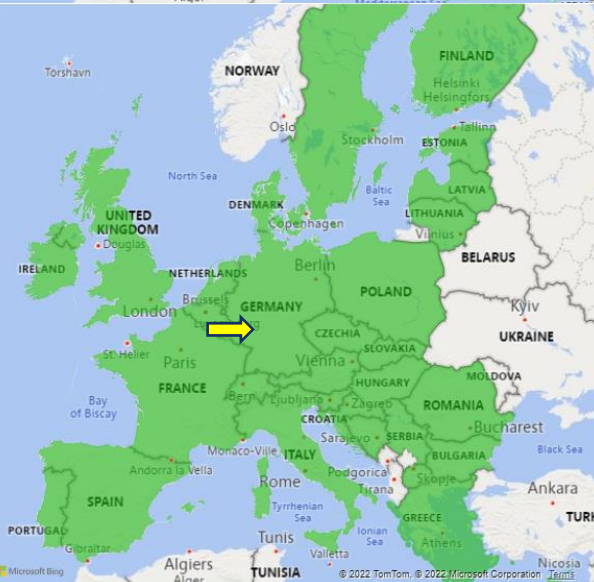 FINLAND
NORWAY
Torshavn
Helsinki
Helsingfors
Oslo
Tallinn
Stockholm
ESTONIA
North Sea
Baltic
Sea
LATVIA
DENMARK
UNITED
KINGDOM
Copenhagen
LITHUANIA
Vilnius
Douglas
BELARUS
IRELAND
NETHERLANDS
Berlin
Brussels
GERMANY
POLAND
London
Kyiv
UKRAINE
CZECHIA
St. Helier
Paris
Vienna
SLOVAKIA
FRANCE
HUNGARY
MOLDOVA
Bern
Ljubljana
Zagreb
ROMANIA
Bay
of Biscay
CROATIA
Bucharest
Monaco-Ville
ITALY
Sarajevo
SERBIA
Black Sea
BULGARIA
Andorra la Vella
Rome
Podgorica
Skopje
Tirana
Ankara
SPAIN
Tyrrhenian
Sea
TURK
PORTUGAL
GREECE
Ionian
Sea
Athens
Gibraltar
Tunis
Valletta
Algiers
Nicosia
Microsoft Bing
TUNISIA
© 2022 TomTom, © 2022 Microsoft Corporation Terms